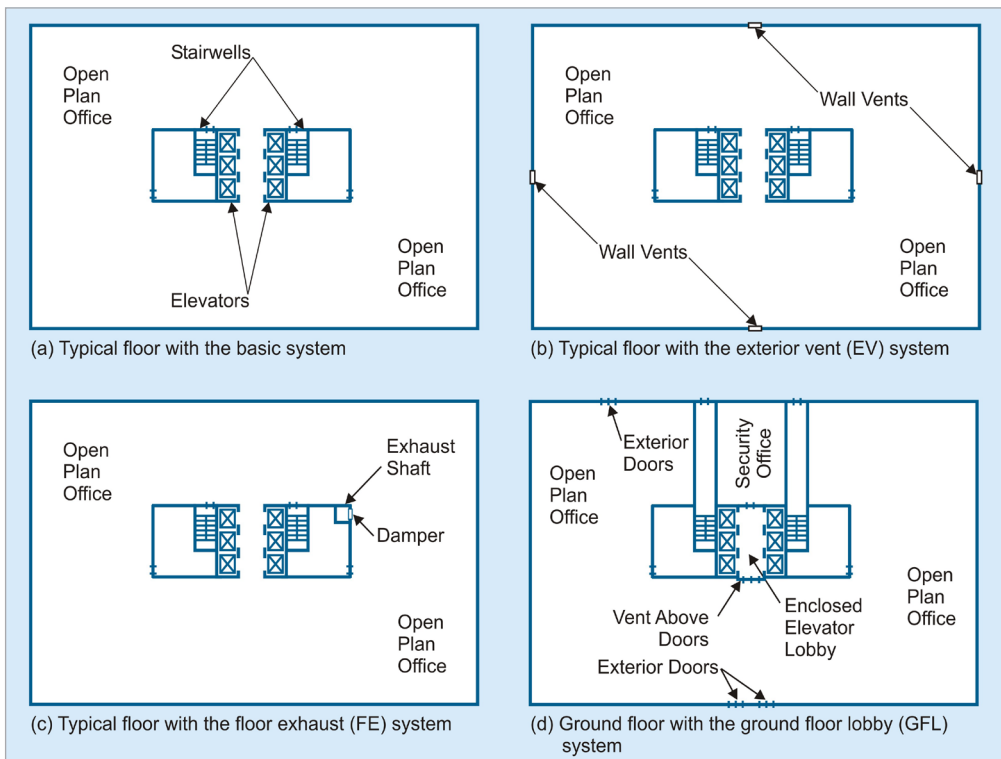 Stairwells
Open
Plan
Office
Open
Plan
Office
Elevators
(a) Typical floor with the basic system
Open
Plan
Office
Wall Vents
Wall Vents
Open
Plan
Office
(b) Typical floor with the exterior vent (EV) system
Open
Plan
Office
Exhaust
Shaft
Damper
Open
Plan
Office
(c) Typical floor with the floor exhaust (FE) system
Exterior
Doors
Security
Office
Open
Plan
Office
Open
Plan
Office
Vent Above
Doors
Enclosed
Elevator
Lobby
Exterior Doors
(d) Ground floor with the ground floor lobby (GFL)
system